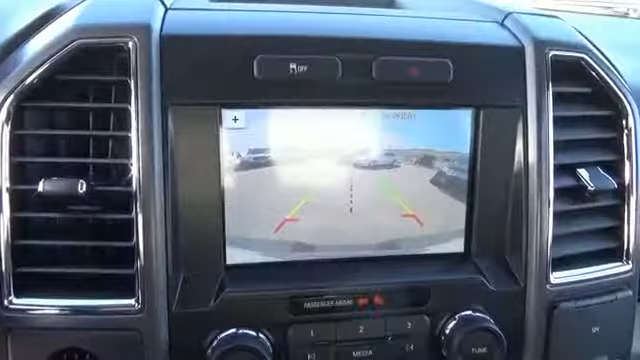 OFF
+
PASSENGER AIRBAG
1 2 3
MEDIA
TUNE